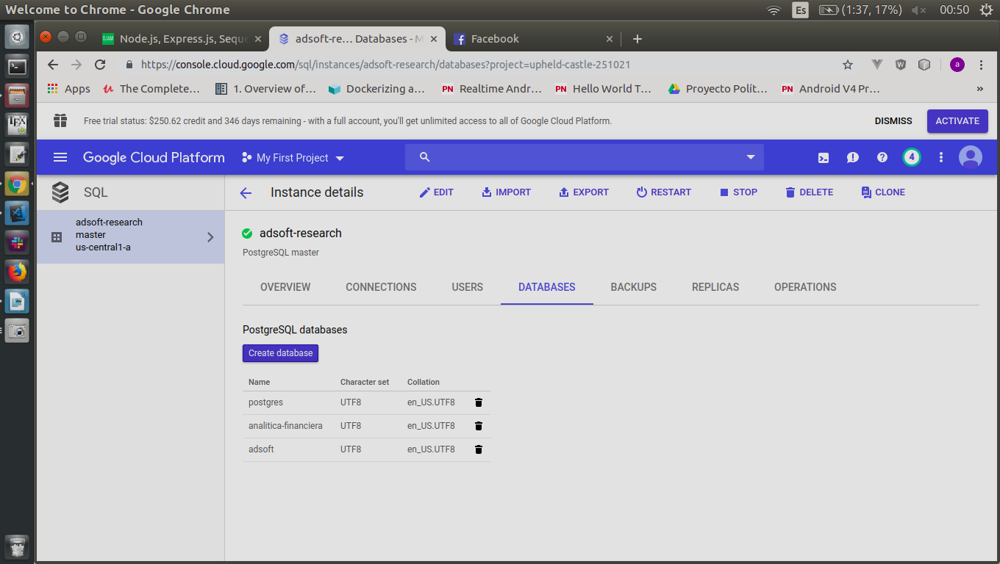 Welcome to Chrome - Google Chrome
Es
(1:37, 17%)
00:50
DJAM
Node.js, Express.js, Seque
adsoft-re… Databases - M
Facebook
https://console.cloud.google.com/sql/instances/adsoft-research/databases?project=upheld-castle-251021
a
Apps
The Complete…
1. Overview of…
Dockerizing a…
PN Realtime Andr…
PN Hello World T…
Proyecto Polít…
PN Android V4 Pr…
»
Free trial status: $250.62 credit and 346 days remaining - with a full account, you'll get unlimited access to all of Google Cloud Platform.
DISMISS
ACTIVATE
Google Cloud Platform
My First Project
4
SQL
Instance details
EDIT
IMPORT
EXPORT
RESTART
STOP
DELETE
CLONE
adsoft-research
master
us-central1-a
adsoft-research
PostgreSQL master
OVERVIEW
CONNECTIONS
USERS
DATABASES
BACKUPS
REPLICAS
OPERATIONS
PostgreSQL databases
Create database
Name Character set Collation
postgres UTF8 en_US.UTF8
analitica-financiera UTF8 en_US.UTF8
adsoft UTF8 en_US.UTF8